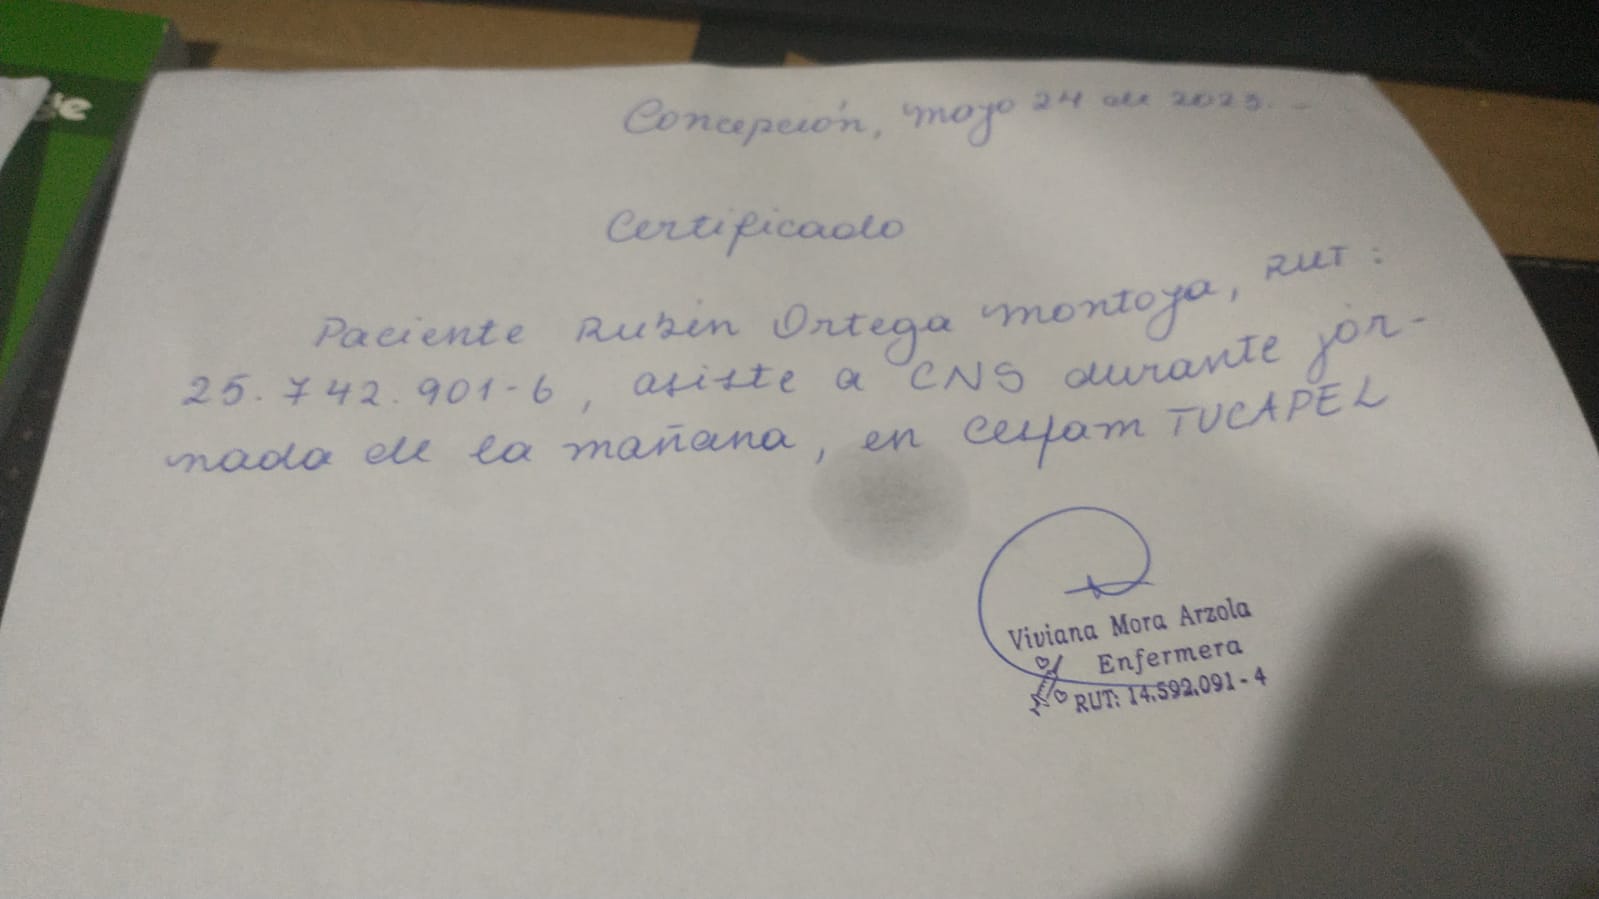 Concepción, mayo 24 de 2023.-
Certificado
Paciente Rubén Ortega Montoya, RUT:
25.742.901-6, asiste a CNS durante jor-
nada de la mañana, en Cesfam TUCAPEL
Viviana Mora Arzola
Enfermera
RUT: 14.592.091-4